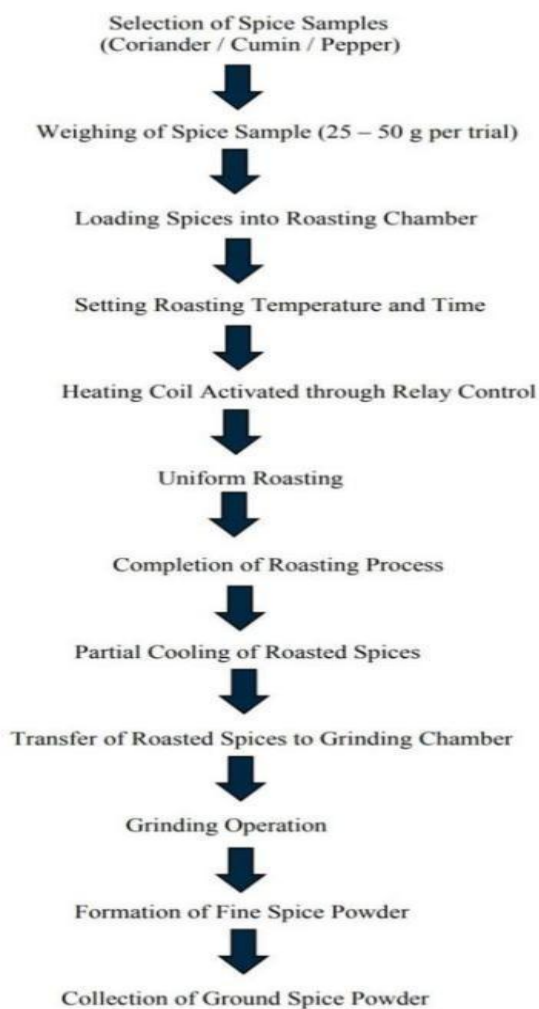 Selection of Spice Samples
(Coriander / Cumin / Pepper)
Weighing of Spice Sample (25 – 50 g per trial)
Loading Spices into Roasting Chamber
Setting Roasting Temperature and Time
Heating Coil Activated through Relay Control
Uniform Roasting
Completion of Roasting Process
Partial Cooling of Roasted Spices
Transfer of Roasted Spices to Grinding Chamber
Grinding Operation
Formation of Fine Spice Powder
Collection of Ground Spice Powder